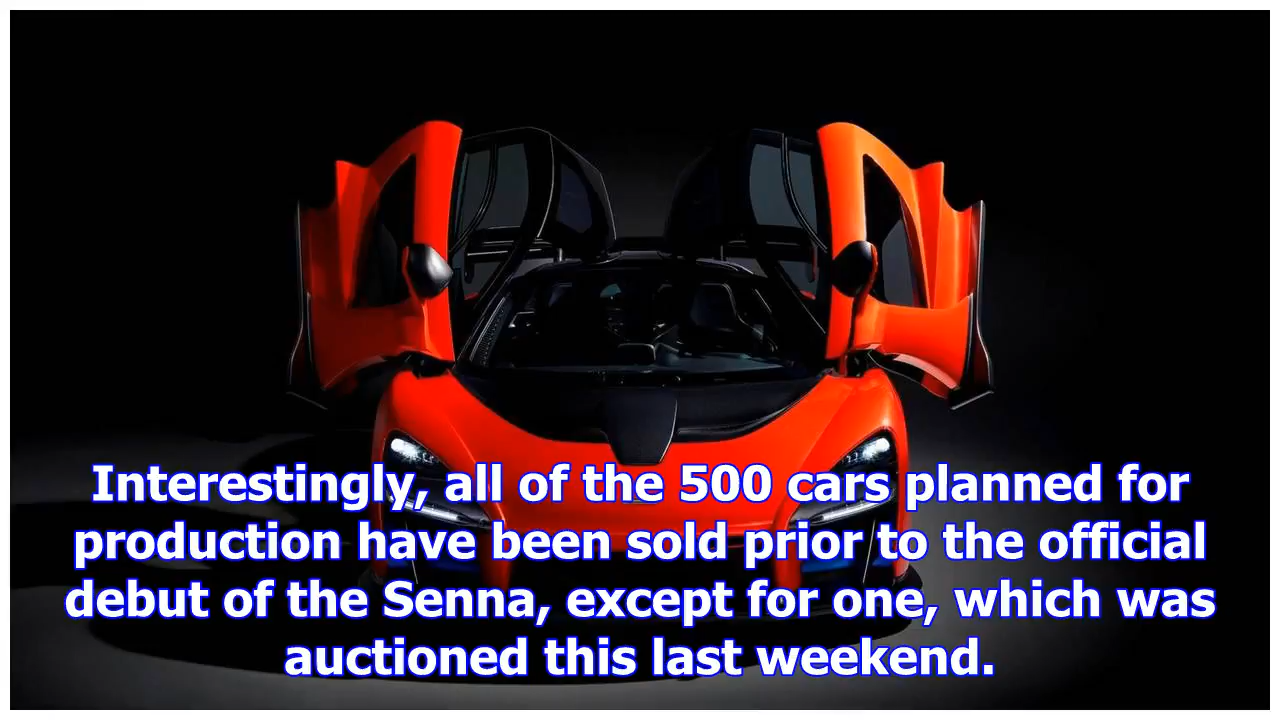 Interestingly, all of the 500 cars planned for
production have been sold prior to the official
debut of the Senna, except for one, which was
auctioned this last weekend.